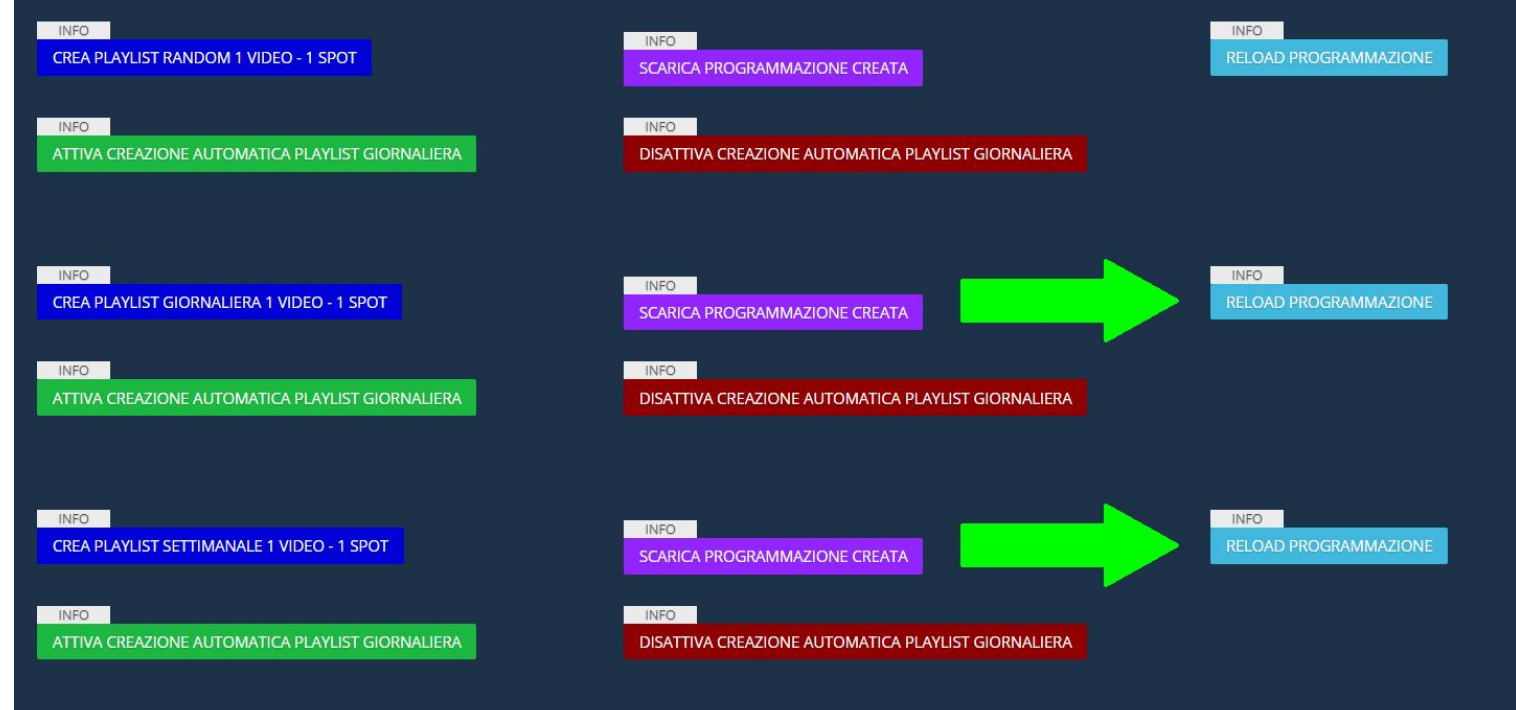 INFO
CREA PLAYLIST RANDOM 1 VIDEO - 1 SPOT
INFO
SCARICA PROGRAMMAZIONE CREATA
INFO
RELOAD PROGRAMMAZIONE
INFO
ATTIVA CREAZIONE AUTOMATICA PLAYLIST GIORNALIERA
INFO
DISATTIVA CREAZIONE AUTOMATICA PLAYLIST GIORNALIERA
INFO
CREA PLAYLIST GIORNALIERA 1 VIDEO - 1 SPOT
INFO
SCARICA PROGRAMMAZIONE CREATA
INFO
RELOAD PROGRAMMAZIONE
INFO
ATTIVA CREAZIONE AUTOMATICA PLAYLIST GIORNALIERA
INFO
DISATTIVA CREAZIONE AUTOMATICA PLAYLIST GIORNALIERA
INFO
CREA PLAYLIST SETTIMANALE 1 VIDEO - 1 SPOT
INFO
SCARICA PROGRAMMAZIONE CREATA
INFO
RELOAD PROGRAMMAZIONE
INFO
ATTIVA CREAZIONE AUTOMATICA PLAYLIST GIORNALIERA
INFO
DISATTIVA CREAZIONE AUTOMATICA PLAYLIST GIORNALIERA